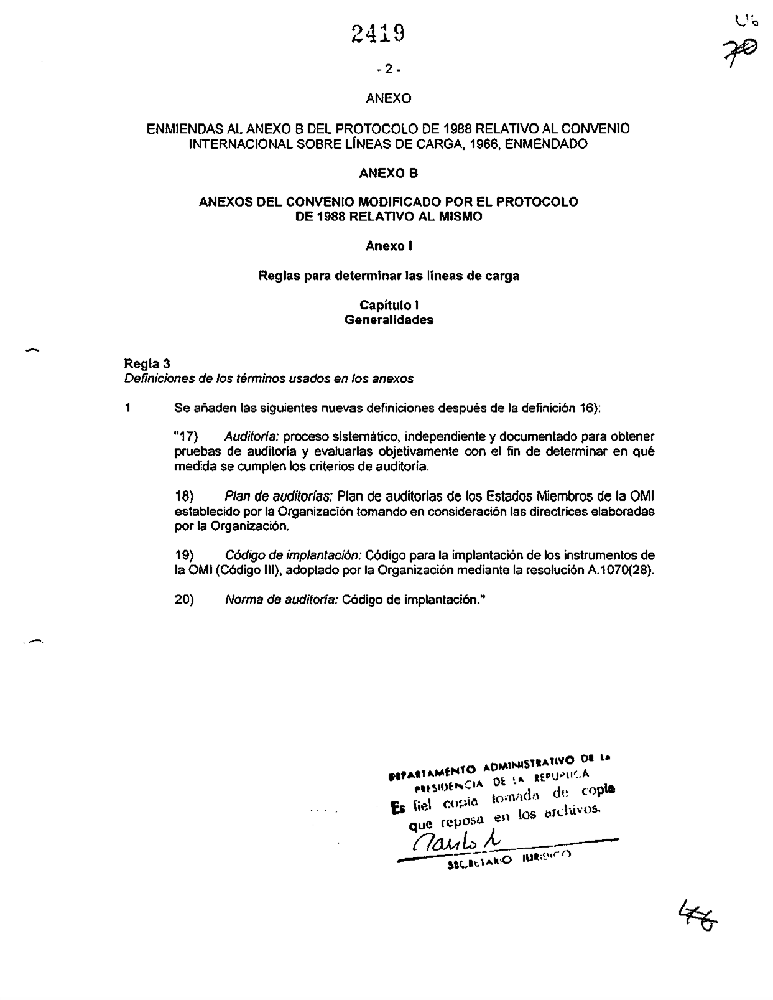 2419
70
- 2 -
ANEXO
ENMIENDAS AL ANEXO B DEL PROTOCOLO DE 1988 RELATIVO AL CONVENIO
INTERNACIONAL SOBRE LÍNEAS DE CARGA, 1966, ENMENDADO
ANEXO B
ANEXOS DEL CONVENIO MODIFICADO POR EL PROTOCOLO
DE 1988 RELATIVO AL MISMO
Anexo I
Reglas para determinar las líneas de carga
Capítulo I
Generalidades
Regla 3
Definiciones de los términos usados en los anexos
1 Se añaden las siguientes nuevas definiciones después de la definición 16):
"17) Auditoría: proceso sistemático, independiente y documentado para obtener
pruebas de auditoría y evaluarlas objetivamente con el fin de determinar en qué
medida se cumplen los criterios de auditoría.
18) Plan de auditorías: Plan de auditorías de los Estados Miembros de la OMI
establecido por la Organización tomando en consideración las directrices elaboradas
por la Organización.
19) Código de implantación: Código para la implantación de los instrumentos de
la OMI (Código III), adoptado por la Organización mediante la resolución A.1070(28).
20) Norma de auditoría: Código de implantación."
DEPARTAMENTO ADMINISTRATIVO DE LA
PRESIDENCIA DE LA REPUBLICA
Es fiel copia tomada de copia
que reposa en los archivos.
SECRETARIO JURIDICO
46